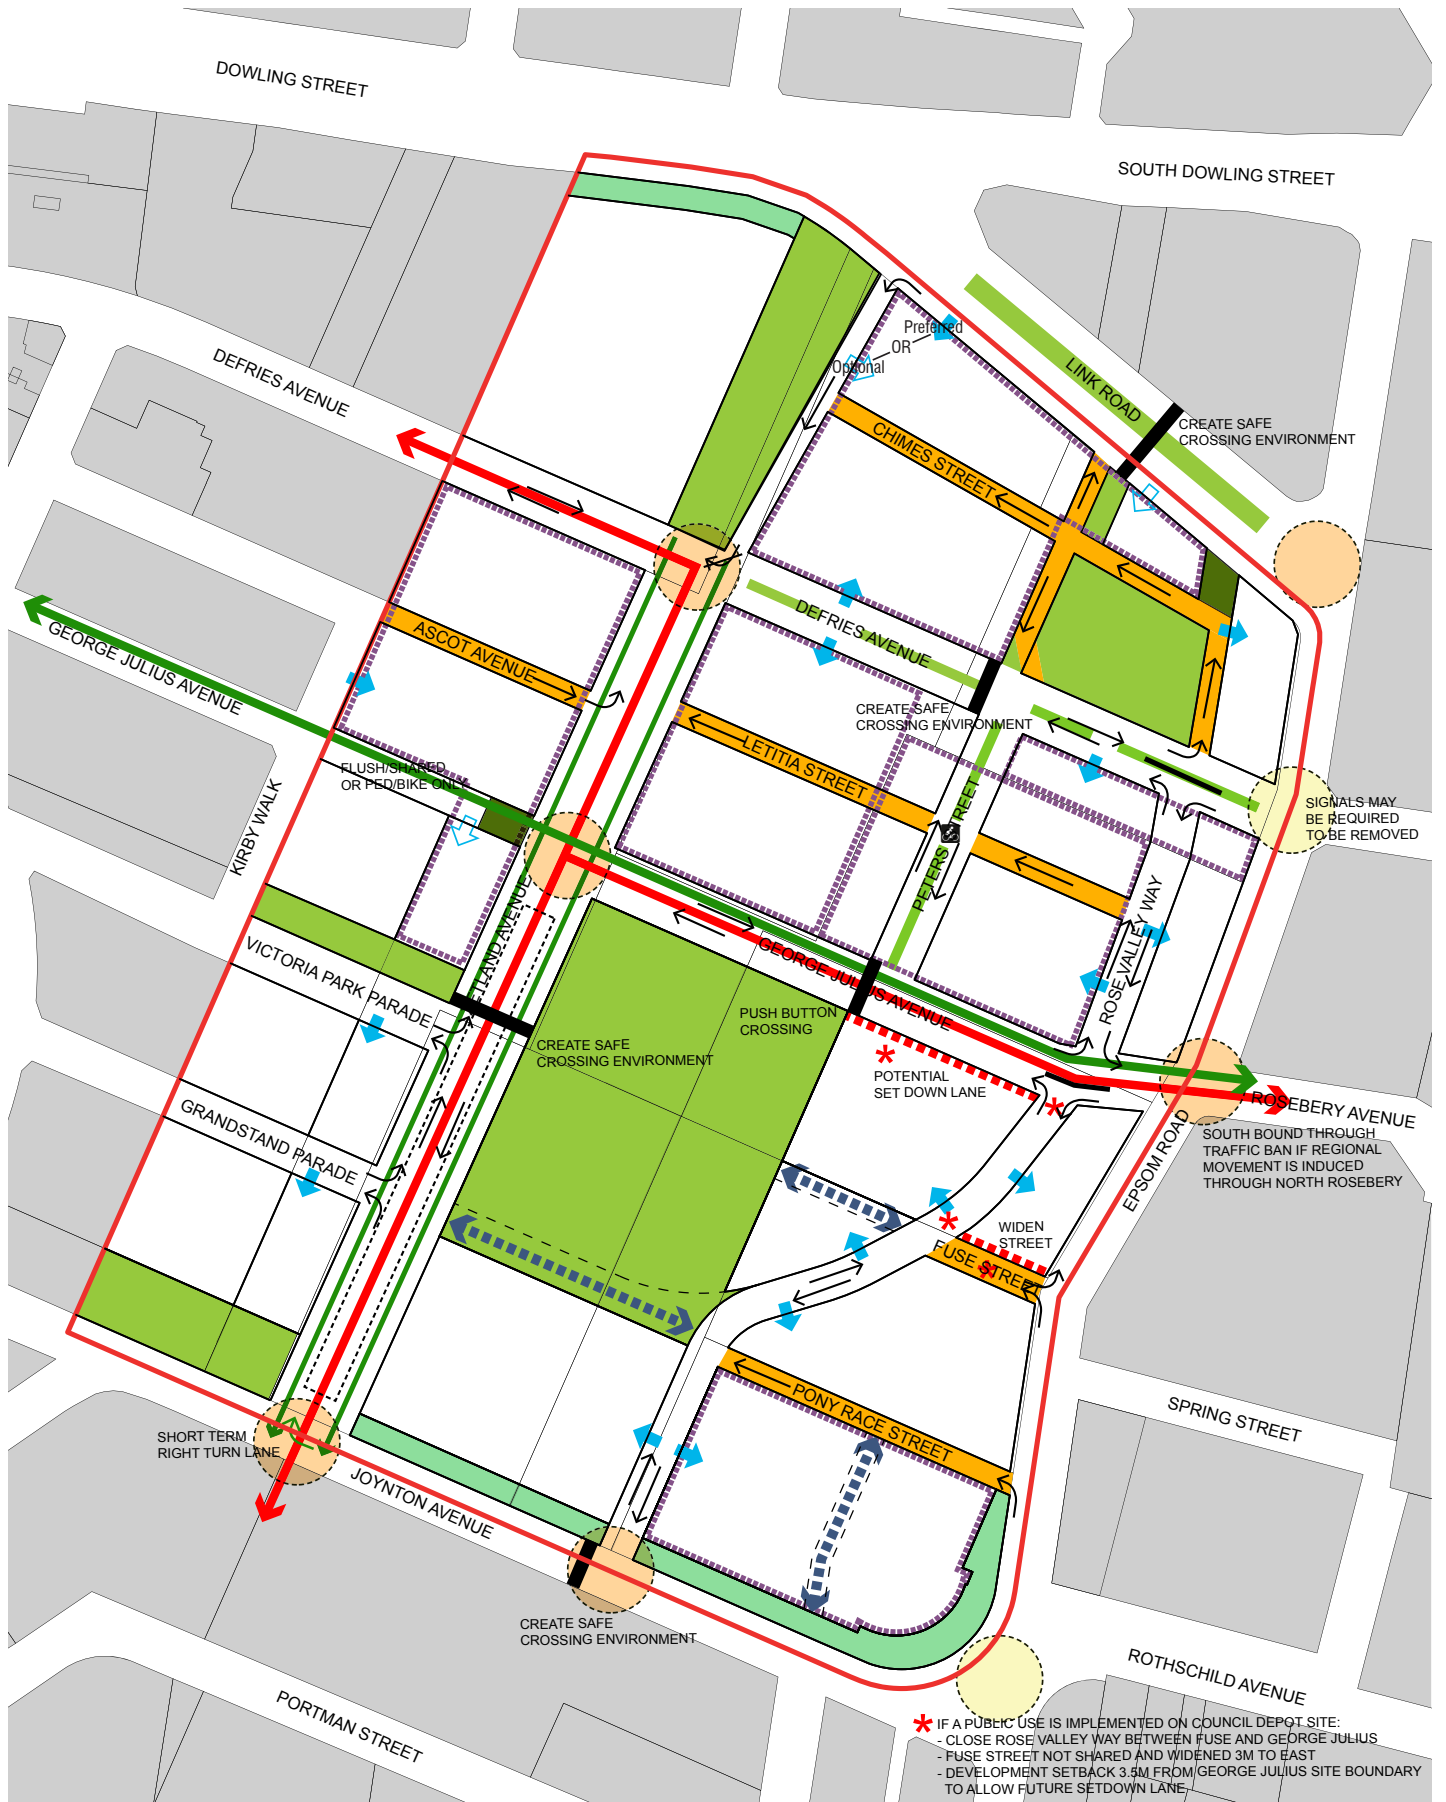 DOWLING STREET
SOUTH DOWLING STREET
Preferred
OR
Optional
DEFRIES AVENUE
LINK ROAD
CREATE SAFE
CROSSING ENVIRONMENT
CHIMES STREET
GEORGE JULIUS AVENUE
ASCOT AVENUE
DEFRIES AVENUE
CREATE SAFE
CROSSING ENVIRONMENT
LETITIA STREET
FLUSH/SHARED
OR PED/BIKE ONLY
KIRBY WALK
PETERS STREET
SIGNALS MAY
BE REQUIRED
TO BE REMOVED
ROSE VALLEY WAY
VICTORIA PARK PARADE
GEORGE JULIUS AVENUE
PUSH BUTTON
CROSSING
CREATE SAFE
CROSSING ENVIRONMENT
POTENTIAL
SET DOWN LANE
GRANDSTAND PARADE
ROSEBERY AVENUE
EPSOM ROAD
SOUTH BOUND THROUGH
TRAFFIC BAN IF REGIONAL
MOVEMENT IS INDUCED
THROUGH NORTH ROSEBERY
WIDEN
STREET
FUSE STREET
PONY RACE STREET
SPRING STREET
SHORT TERM
RIGHT TURN LANE
JOYNTON AVENUE
CREATE SAFE
CROSSING ENVIRONMENT
PORTMAN STREET
ROTHSCHILD AVENUE
* IF A PUBLIC USE IS IMPLEMENTED ON COUNCIL DEPOT SITE:
- CLOSE ROSE VALLEY WAY BETWEEN FUSE AND GEORGE JULIUS
- FUSE STREET NOT SHARED AND WIDENED 3M TO EAST
- DEVELOPMENT SETBACK 3.5M FROM GEORGE JULIUS SITE BOUNDARY
TO ALLOW FUTURE SETDOWN LANE